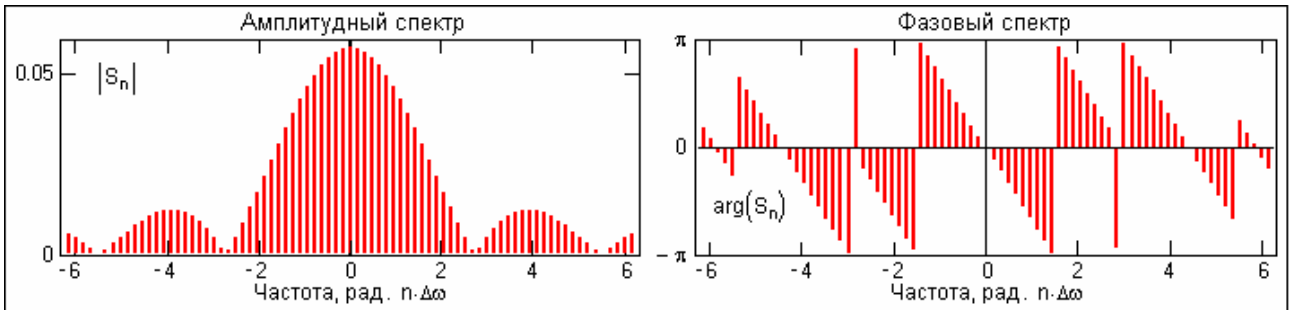 Амплитудный спектр
0.05
|Sₙ|
0
-6 -4 -2 0 2 4 6
Частота, рад. n·Δω
Фазовый спектр
π
0
arg(Sₙ)
-π
-6 -4 -2 0 2 4 6
Частота, рад. n·Δω